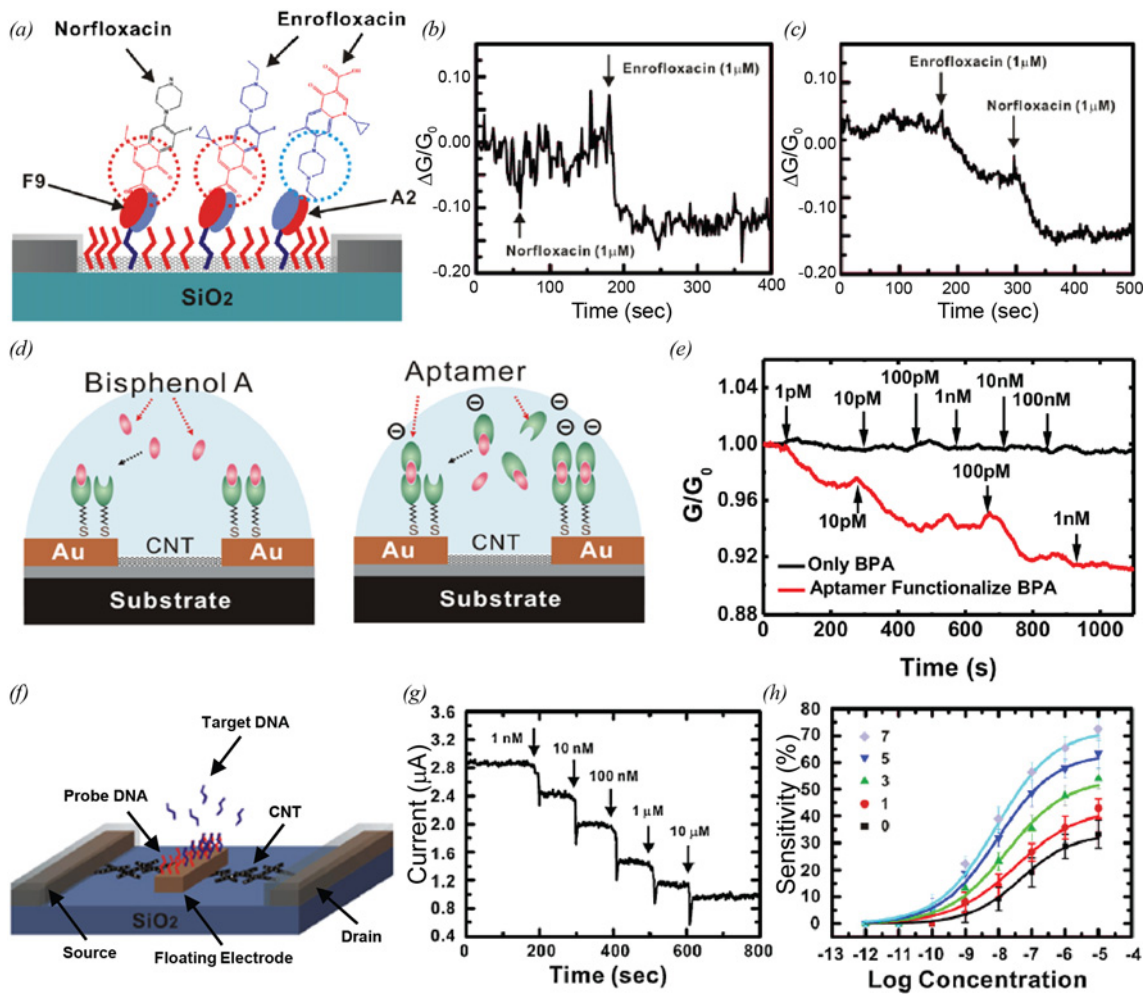 (a)
Norfloxacin
Enrofloxacin
F9
A2
SiO2
(b)
0.10
0.00
-0.10
-0.20
ΔG/G0
Enrofloxacin (1μM)
Norfloxacin (1μM)
0 100 200 300 400
Time (sec)
(c)
0.10
0.00
-0.10
-0.20
ΔG/G0
Enrofloxacin (1μM)
Norfloxacin (1μM)
0 100 200 300 400 500
Time (sec)
(d)
Bisphenol A
S S S S
Au CNT Au
Substrate
Aptamer
S S S S
Au CNT Au
Substrate
(e)
1.04
1.00
0.96
0.92
0.88
G/G0
1pM
10pM
100pM
1nM
10nM
100nM
10pM
100pM
1nM
Only BPA
Aptamer Functionalize BPA
0 200 400 600 800 1000
Time (s)
(f)
Target DNA
Probe DNA
CNT
SiO2
Source
Floating Electrode
Drain
(g)
3.6
3.2
2.8
2.4
2.0
1.6
1.2
0.8
0.4
Current (μA)
1 nM
10 nM
100 nM
1 μM
10 μM
0 200 400 600 800
Time (sec)
(h)
80
70
60
50
40
30
20
10
0
Sensitivity (%)
7
5
3
1
0
-13 -12 -11 -10 -9 -8 -7 -6 -5 -4
Log Concentration